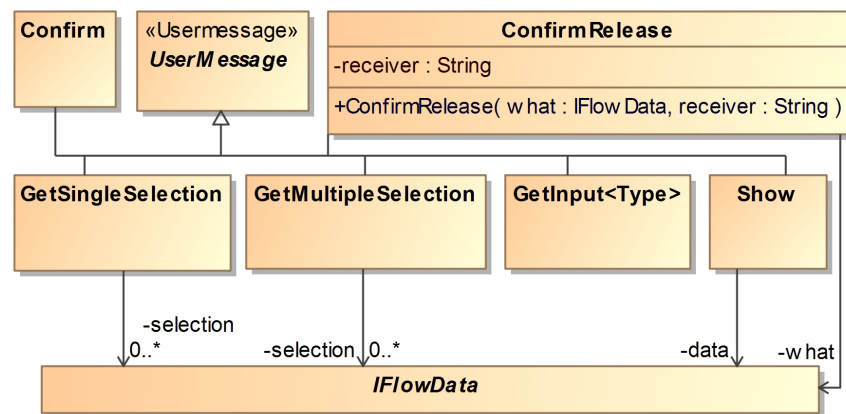 Confirm
«Usermessage»
UserMessage
ConfirmRelease
-receiver : String
+ConfirmRelease( what : IFlowData, receiver : String )
GetSingleSelection
GetMultipleSelection
GetInput<Type>
Show
-selection
0..*
-selection
0..*
-data
-what
IFlowData